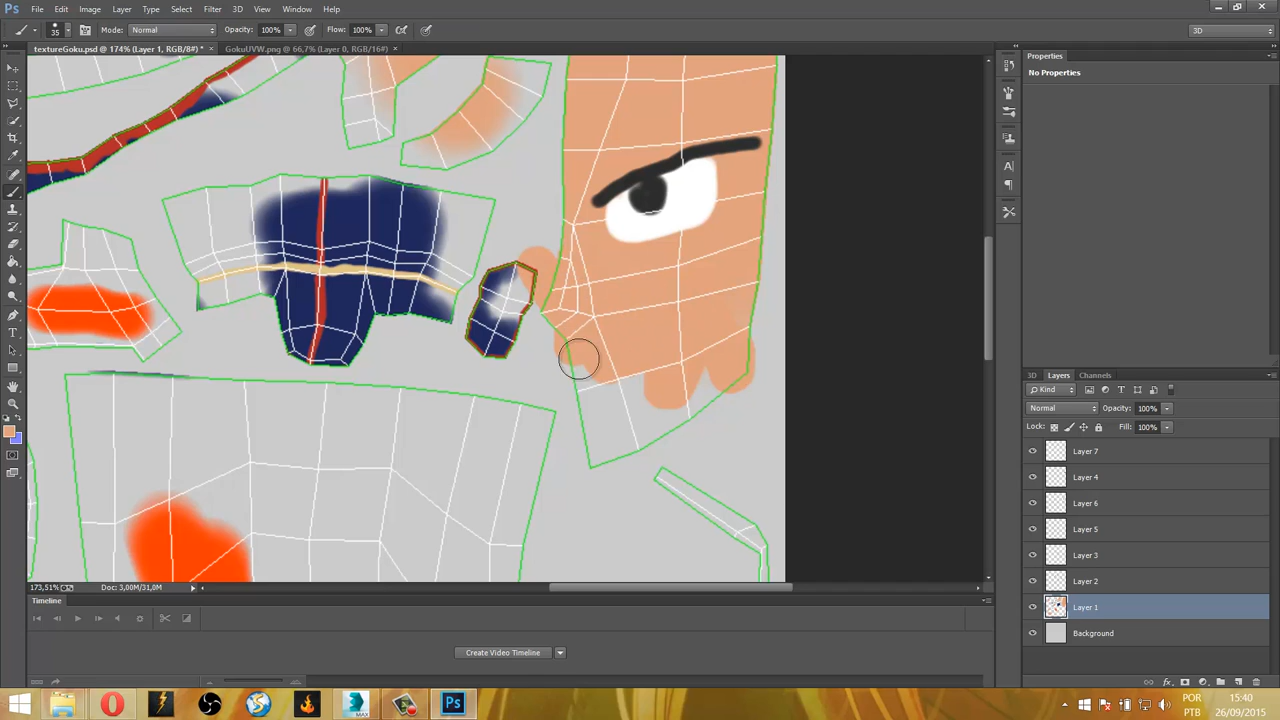 Ps File Edit Image Layer Type Select Filter 3D View Window Help
35 Mode: Normal Opacity: 100% Flow: 100% 3D
textureGoku.psd @ 174% (Layer 1, RGB/8#) * × GokuUVW.png @ 66,7% (Layer 0, RGB/16#) ×
Properties
No Properties
3D Layers Channels
Kind
Normal Opacity: 100%
Lock: Fill: 100%
Layer 7
Layer 4
Layer 6
Layer 5
Layer 3
Layer 2
Layer 1
Background
173,51% Doc: 3,00M/31,0M
Timeline
Create Video Timeline
MAX Ps
POR 15:40
PTB 26/09/2015